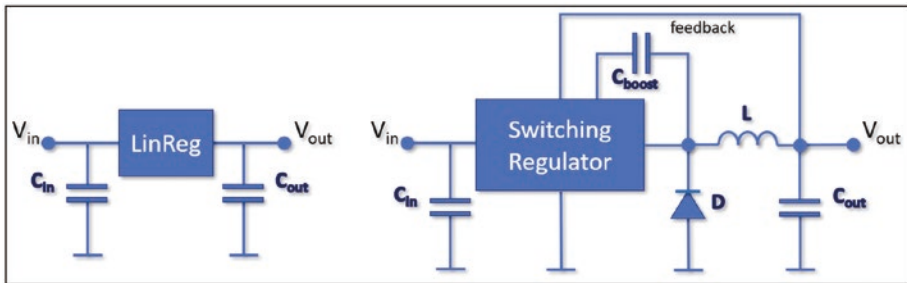 feedback
C_boost
V_in
LinReg
V_out
C_in
C_out
V_in
Switching
Regulator
L
V_out
C_in
D
C_out